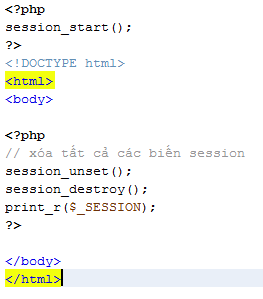 <?php
session_start();
?>
<!DOCTYPE html>
<html>
<body>
<?php
// xóa tất cả các biến session
session_unset();
session_destroy();
print_r($_SESSION);
?>
</body>
</html>